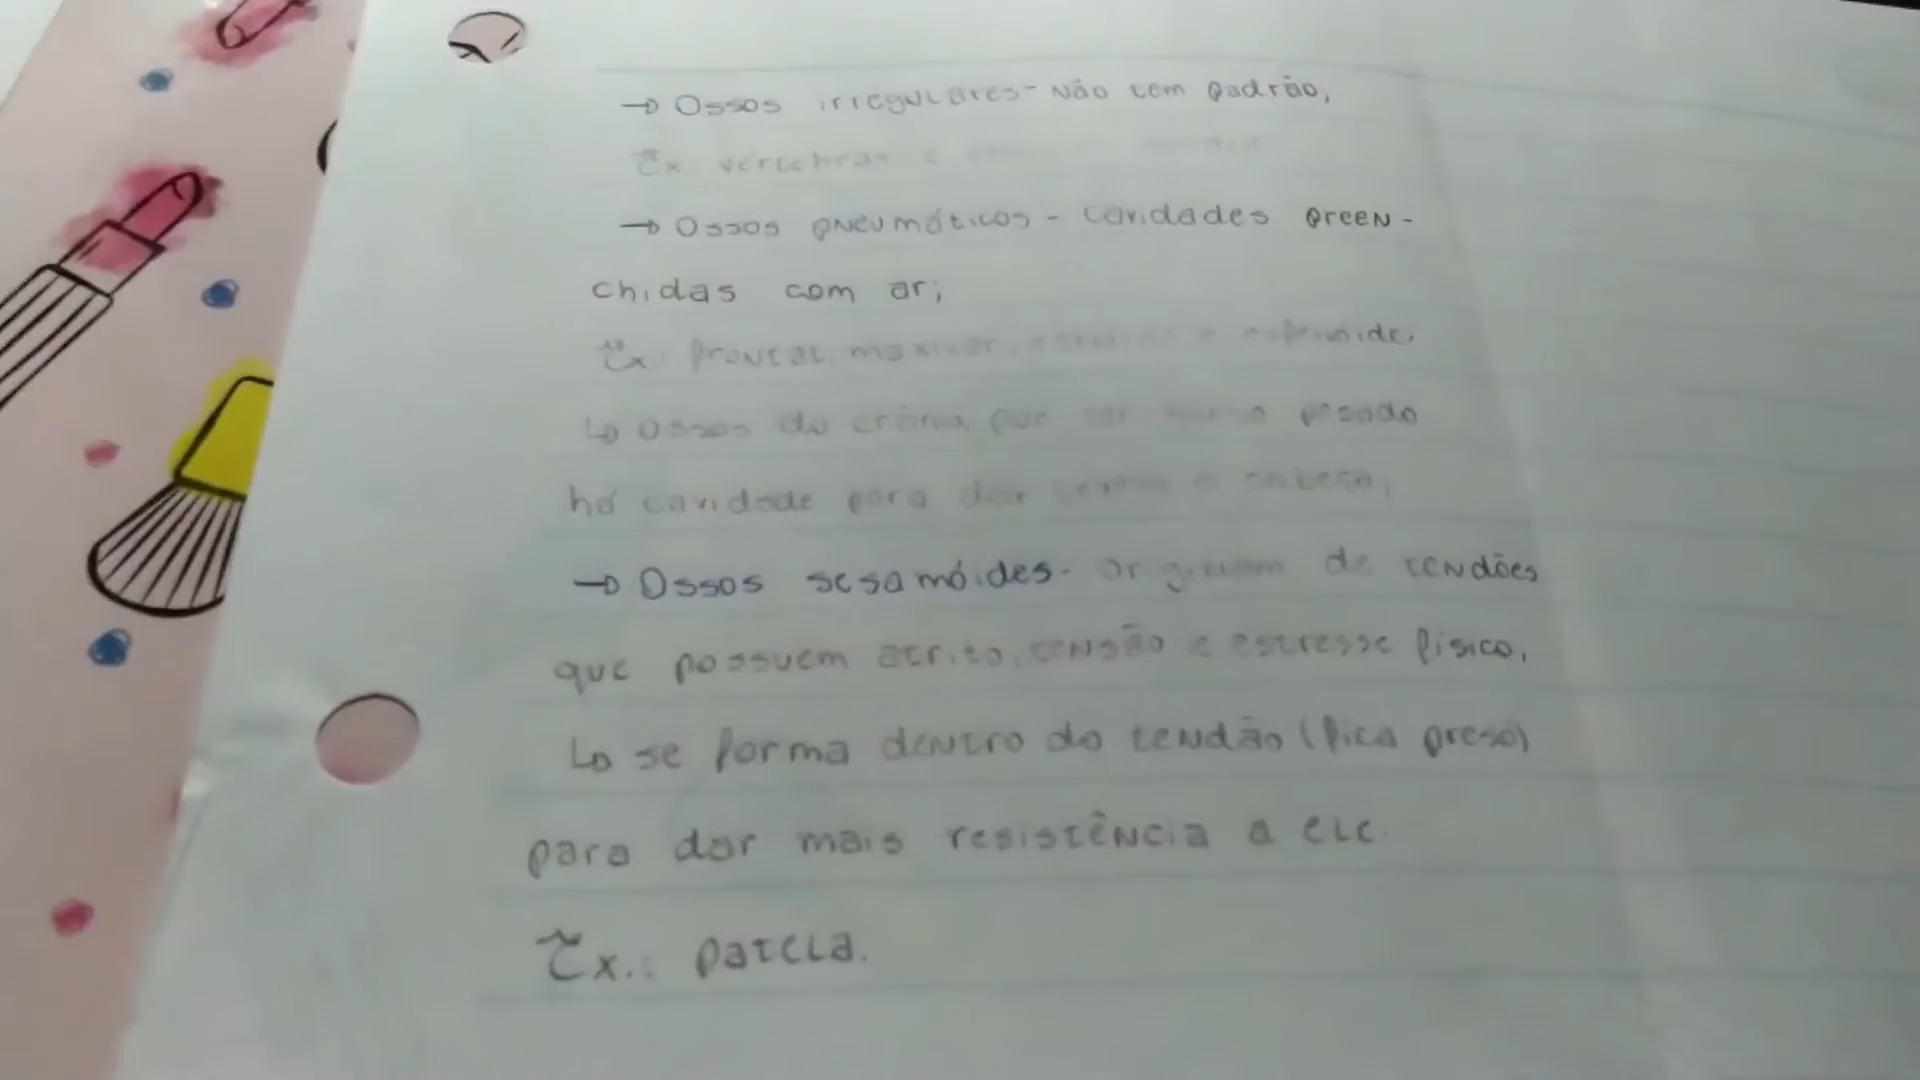 → Ossos irregulares - não tem padrão,
Ex: vertebras e
→ Ossos pneumáticos - cavidades preen-
chidas com ar;
Ex.: frontal, maxilar, e esfenoide.
↳ Ossos do crânio, por ser pesado
há cavidade para dar a cabeça,
→ Ossos sesamóides - originam de tendões
que possuem atrito, tensão e estresse físico,
↳ se forma dentro do tendão (fica preso)
para dar mais resistência a ele.
Ex.: patela.